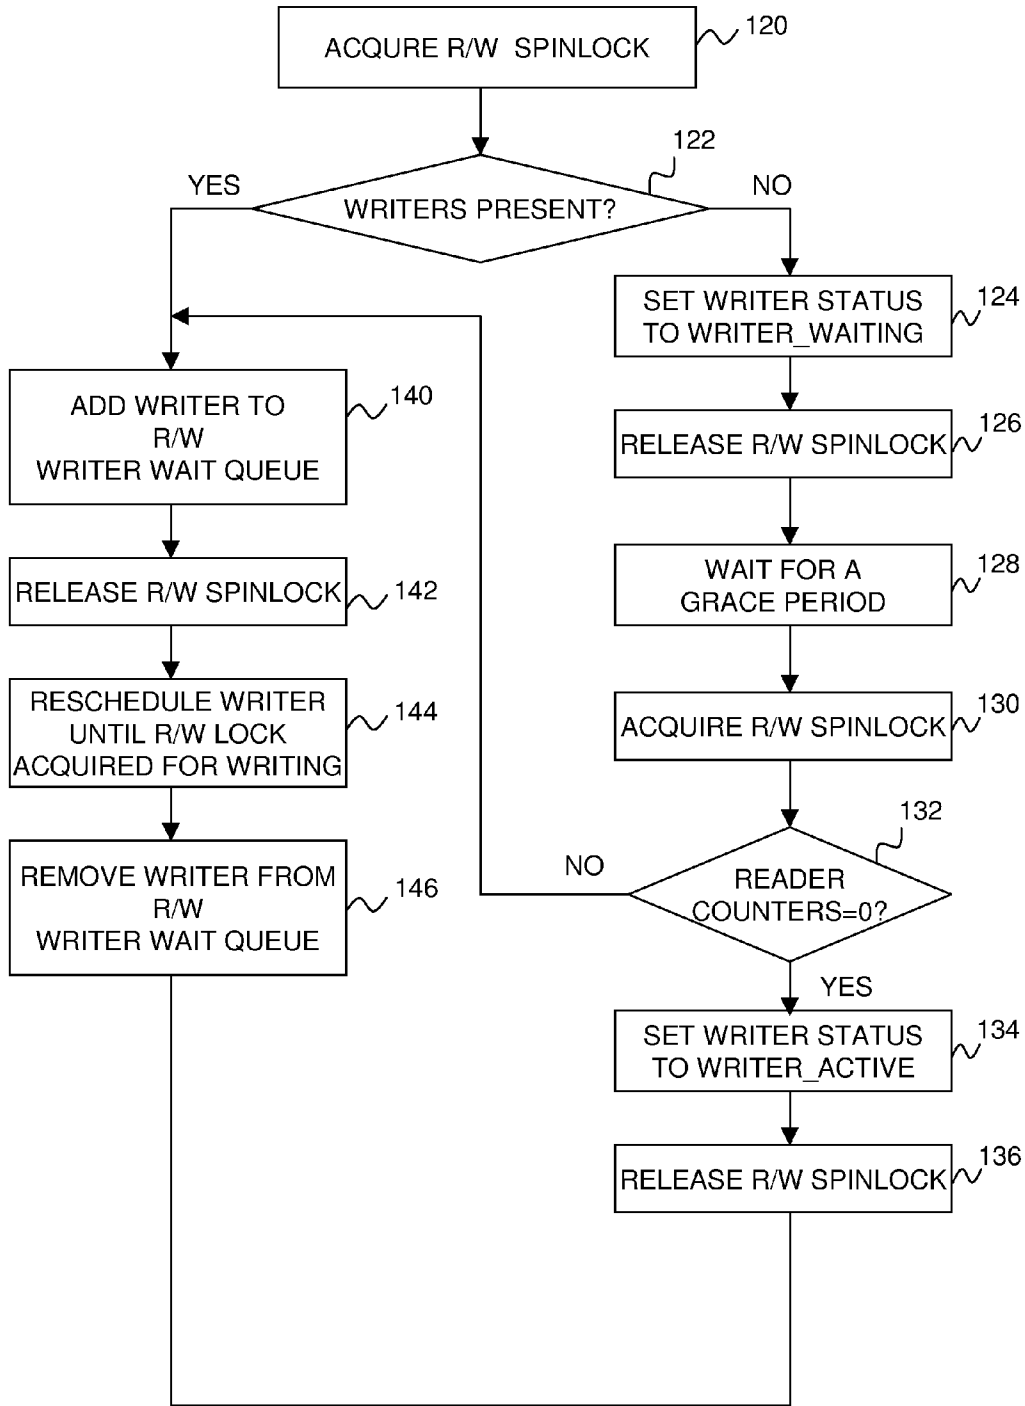 ACQURE R/W SPINLOCK
120
122
YES
NO
WRITERS PRESENT?
SET WRITER STATUS
TO WRITER_WAITING
124
ADD WRITER TO
R/W
WRITER WAIT QUEUE
140
RELEASE R/W SPINLOCK
126
RELEASE R/W SPINLOCK
142
WAIT FOR A
GRACE PERIOD
128
RESCHEDULE WRITER
UNTIL R/W LOCK
ACQUIRED FOR WRITING
144
ACQUIRE R/W SPINLOCK
130
132
NO
READER
COUNTERS=0?
REMOVE WRITER FROM
R/W
WRITER WAIT QUEUE
146
YES
SET WRITER STATUS
TO WRITER_ACTIVE
134
RELEASE R/W SPINLOCK
136